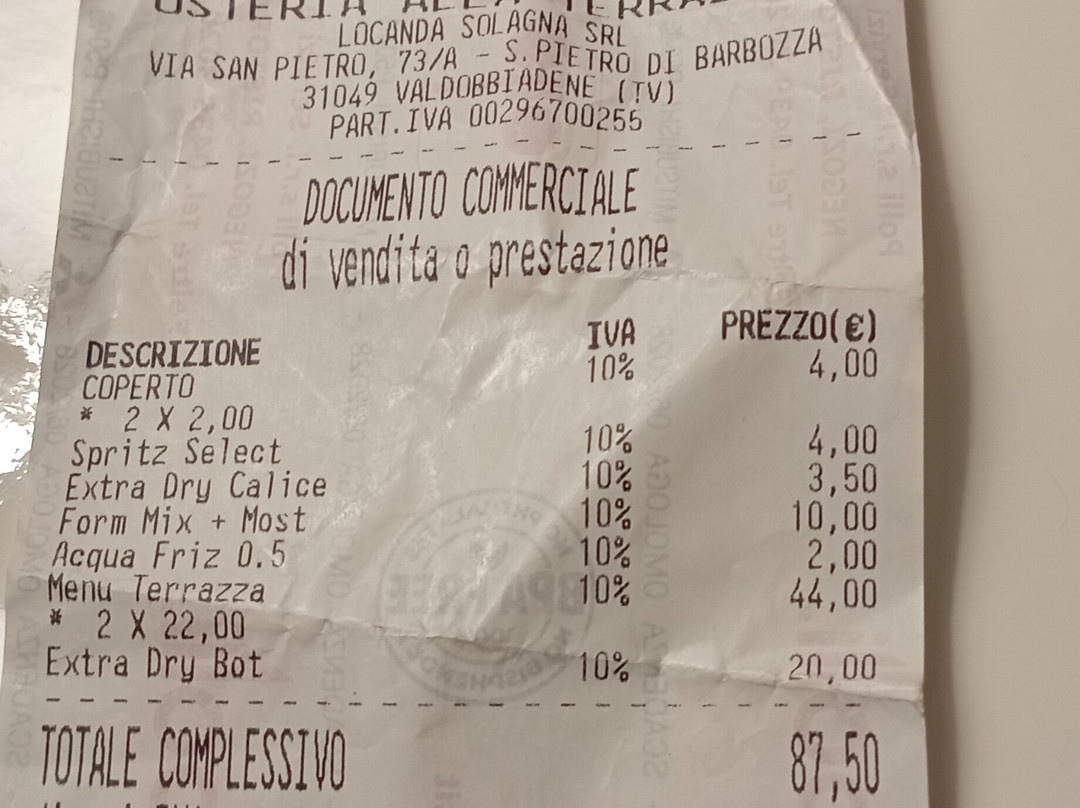 OSTERIA ALLA TERRAZ
LOCANDA SOLAGNA SRL
VIA SAN PIETRO, 73/A - S.PIETRO DI BARBOZZA
31049 VALDOBBIADENE (TV)
PART.IVA 00296700255
DOCUMENTO COMMERCIALE
di vendita o prestazione
DESCRIZIONE IVA PREZZO(€)
COPERTO 10% 4,00
* 2 X 2,00
Spritz Select 10% 4,00
Extra Dry Calice 10% 3,50
Form Mix + Most 10% 10,00
Acqua Friz 0.5 10% 2,00
Menu Terrazza 10% 44,00
* 2 X 22,00
Extra Dry Bot 10% 20,00
TOTALE COMPLESSIVO 87,50